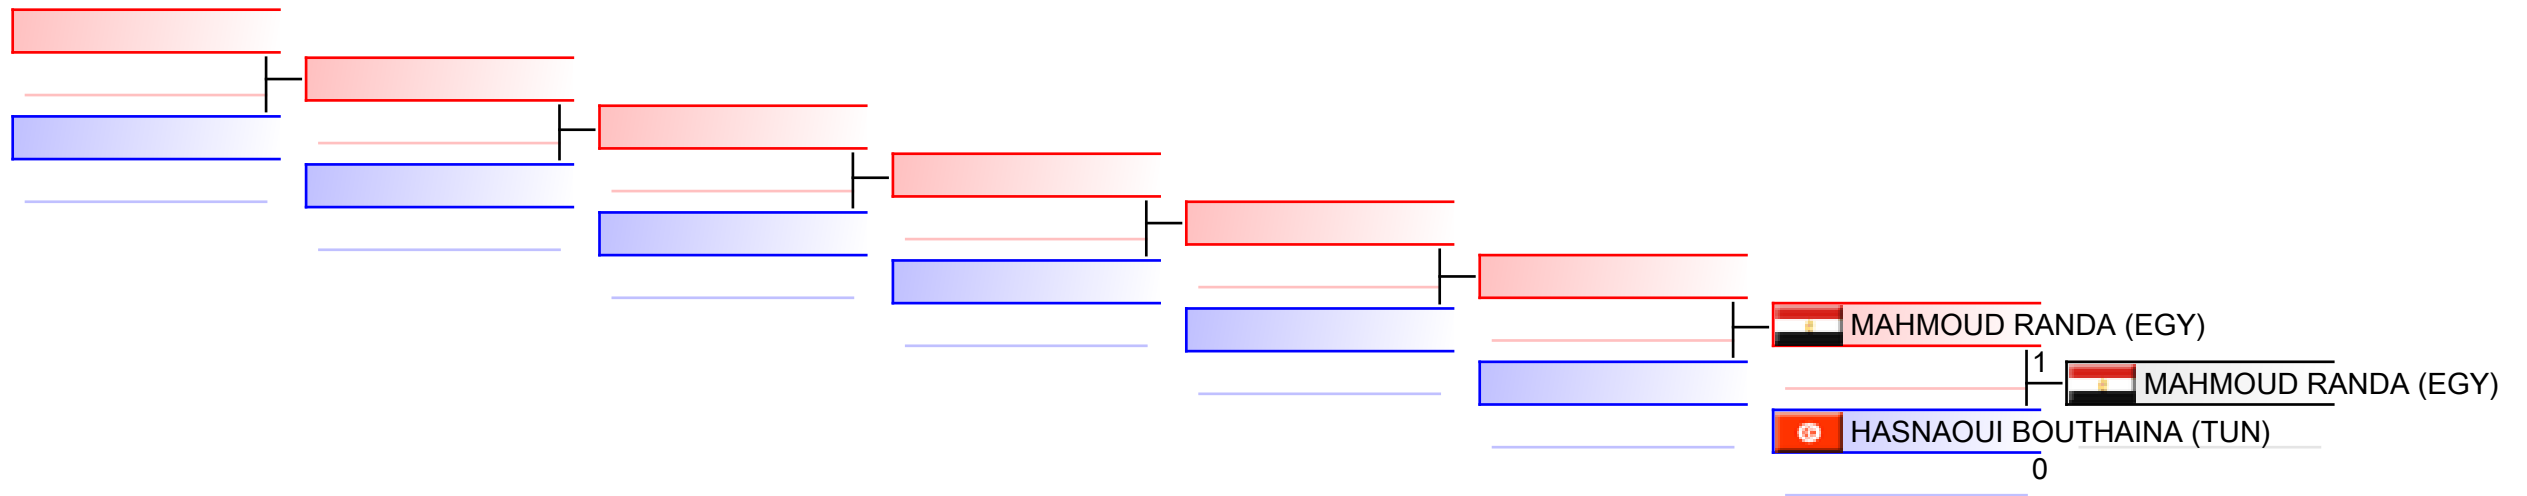 MAHMOUD RANDA (EGY)
1
MAHMOUD RANDA (EGY)
HASNAOUI BOUTHAINA (TUN)
0